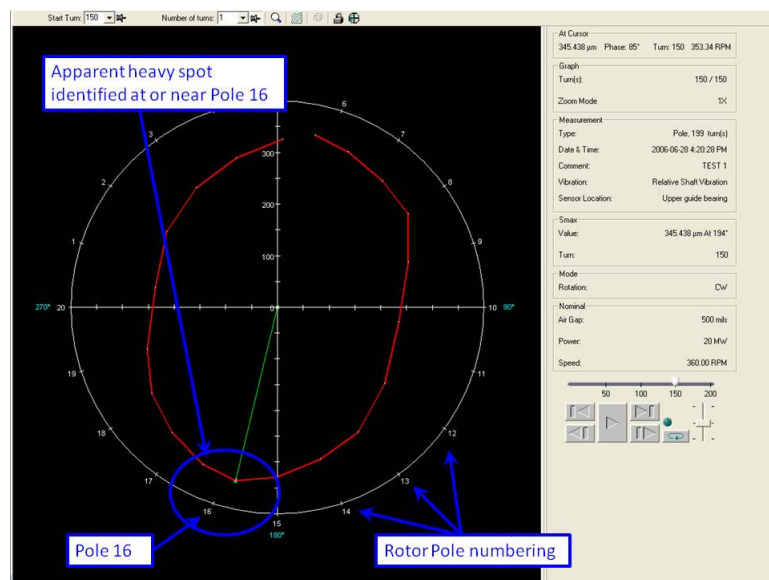 Start Turn: 150 Number of turns: 1
Apparent heavy spot
identified at or near Pole 16
6
3
7
300
2
8
200
1
9
100
270° 20 0 10 90°
19
11
18
12
17
13
16
14
15
180°
Pole 16
Rotor Pole numbering
At Cursor
345.438 µm Phase: 85° Turn: 150 353.34 RPM
Graph
Turn(s): 150 / 150
Zoom Mode 1X
Measurement
Type: Pole, 199 turn(s)
Date & Time: 2006-06-28 4:20:28 PM
Comment: TEST 1
Vibration: Relative Shaft Vibration
Sensor Location: Upper guide bearing
Smax
Value: 345.438 µm At 194°
Turn: 150
Mode
Rotation: CW
Nominal
Air Gap: 500 mils
Power: 20 MW
Speed: 360.00 RPM
50 100 150 200